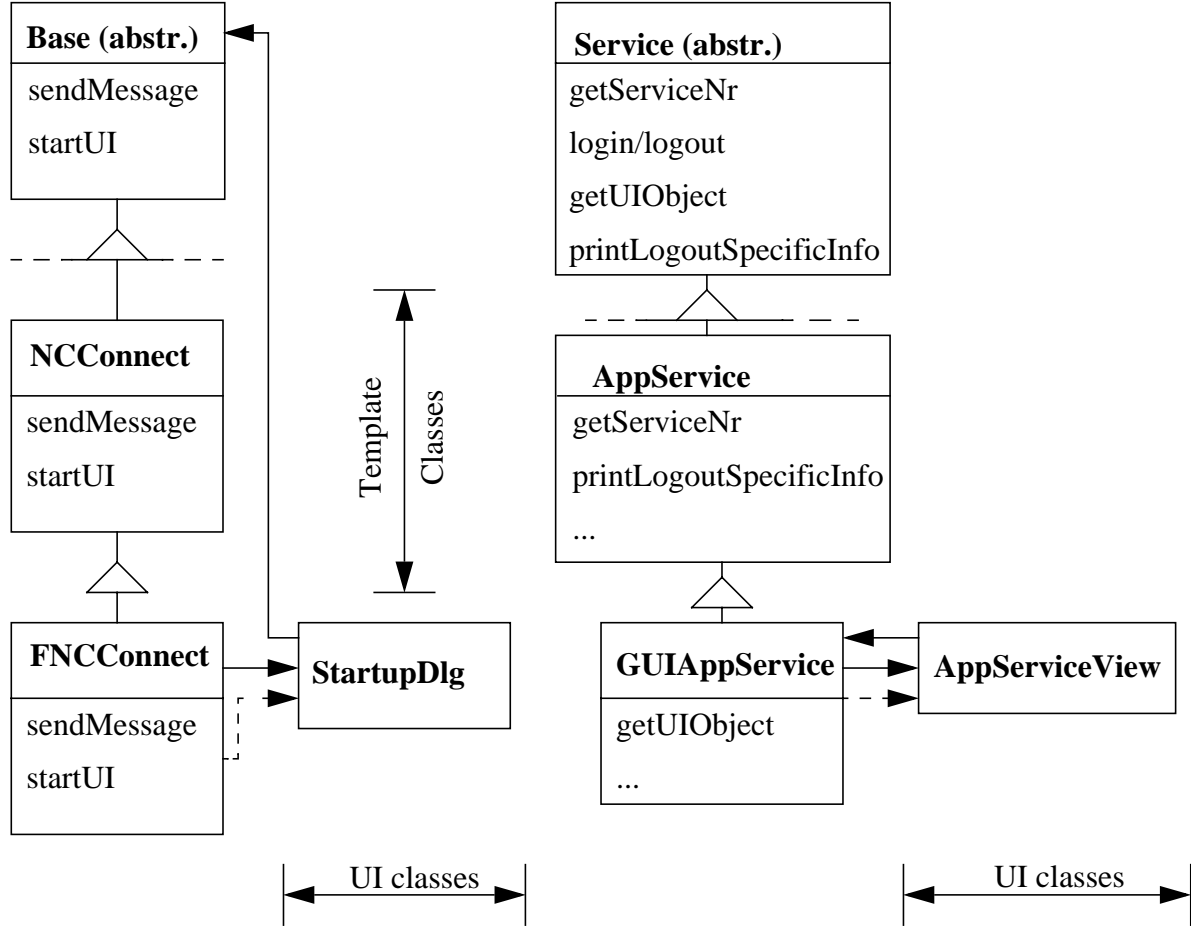 Base (abstr.)
sendMessage
startUI
NCConnect
sendMessage
startUI
FNCConnect
sendMessage
startUI
StartupDlg
Template
Classes
UI classes
Service (abstr.)
getServiceNr
login/logout
getUIObject
printLogoutSpecificInfo
AppService
getServiceNr
printLogoutSpecificInfo
...
GUIAppService
getUIObject
...
AppServiceView
UI classes